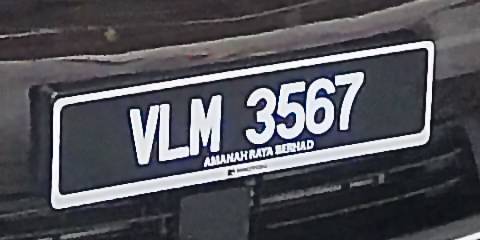 VLM 3567
AMANAH RAYA BERHAD